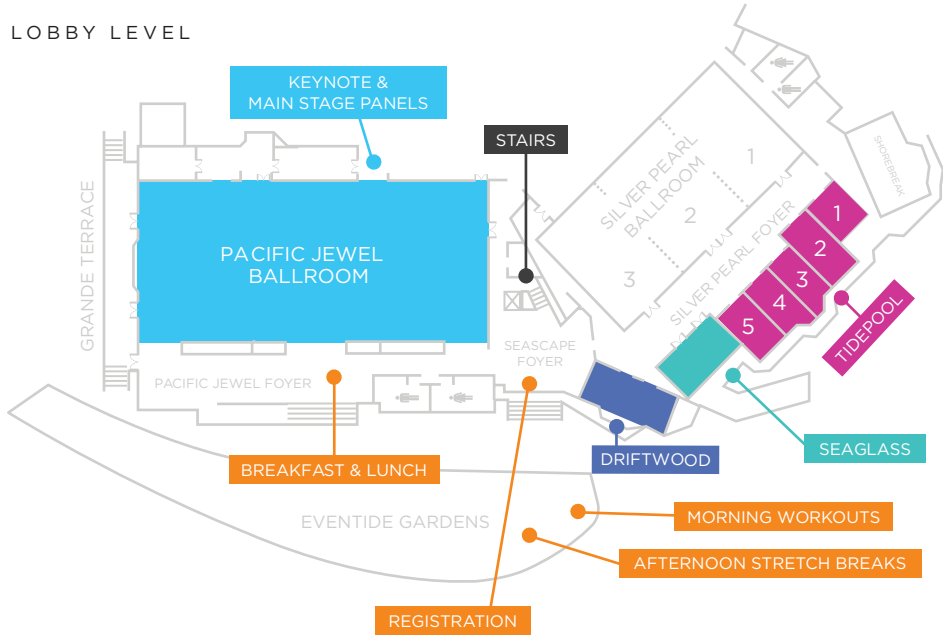 LOBBY LEVEL
KEYNOTE &
MAIN STAGE PANELS
STAIRS
SHOREBREAK
GRANDE TERRACE
PACIFIC JEWEL
BALLROOM
SILVER PEARL
BALLROOM
1
2
3
SILVER PEARL FOYER
1
2
3
4
5
TIDEPOOL
SEASCAPE
FOYER
PACIFIC JEWEL FOYER
BREAKFAST & LUNCH
DRIFTWOOD
SEAGLASS
EVENTIDE GARDENS
MORNING WORKOUTS
AFTERNOON STRETCH BREAKS
REGISTRATION